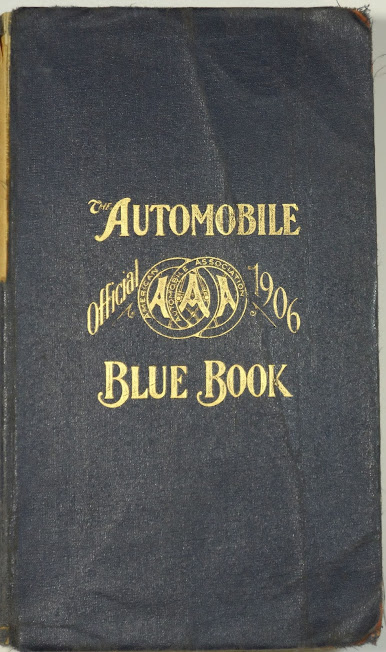 THE AUTOMOBILE
Official AMERICAN AUTOMOBILE ASSOCIATION AAA 1906
BLUE BOOK